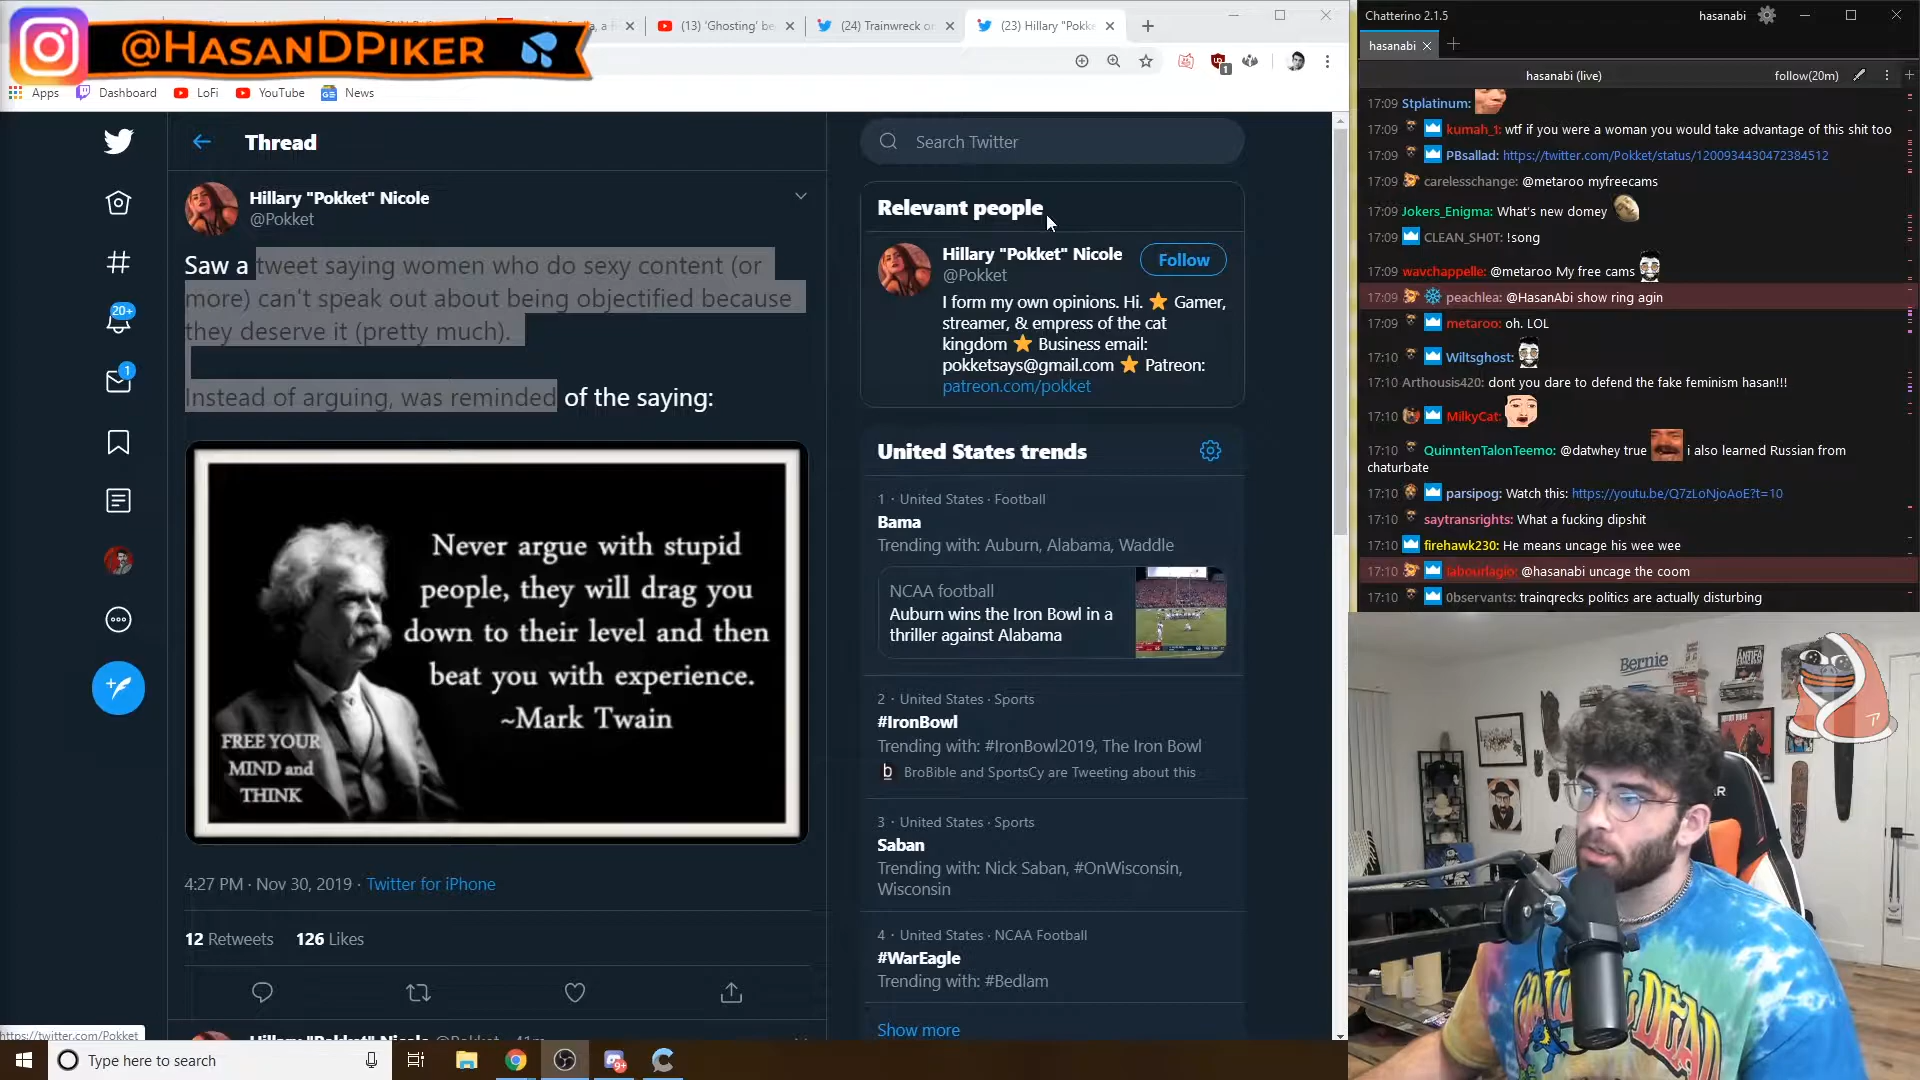 @HASANDPIKER
(13) 'Ghosting' be
(24) Trainwreck on
(23) Hillary "Pokke
Apps
Dashboard
LoFi
YouTube
News
Thread
Hillary "Pokket" Nicole
@Pokket
Saw a tweet saying women who do sexy content (or
more) can't speak out about being objectified because
they deserve it (pretty much).
Instead of arguing, was reminded of the saying:
Never argue with stupid
people, they will drag you
down to their level and then
beat you with experience.
~Mark Twain
FREE YOUR
MIND and
THINK
4:27 PM · Nov 30, 2019 · Twitter for iPhone
12 Retweets 126 Likes
https://twitter.com/Pokket
20+
1
Search Twitter
Relevant people
Hillary "Pokket" Nicole
@Pokket
Follow
I form my own opinions. Hi. ⭐ Gamer,
streamer, & empress of the cat
kingdom ⭐ Business email:
pokketsays@gmail.com ⭐ Patreon:
patreon.com/pokket
United States trends
1 · United States · Football
Bama
Trending with: Auburn, Alabama, Waddle
NCAA football
Auburn wins the Iron Bowl in a
thriller against Alabama
2 · United States · Sports
#IronBowl
Trending with: #IronBowl2019, The Iron Bowl
BroBible and SportsCy are Tweeting about this
3 · United States · Sports
Saban
Trending with: Nick Saban, #OnWisconsin,
Wisconsin
4 · United States · NCAA Football
#WarEagle
Trending with: #Bedlam
Show more
Type here to search
9+
Chatterino 2.1.5
hasanabi
hasanabi
hasanabi (live)
follow(20m)
17:09 Stplatinum:
17:09 kumah_1: wtf if you were a woman you would take advantage of this shit too
17:09 PBsallad: https://twitter.com/Pokket/status/1200934430472384512
17:09 carelesschange: @metaroo myfreecams
17:09 Jokers_Enigma: What's new domey
17:09 CLEAN_SH0T: !song
17:09 wavchappelle: @metaroo My free cams
17:09 peachlea: @HasanAbi show ring agin
17:09 metaroo: oh. LOL
17:10 Wiltsghost:
17:10 Arthousis420: dont you dare to defend the fake feminism hasan!!!
17:10 MilkyCat:
17:10 QuinntenTalonTeemo: @datwhey true i also learned Russian from
chaturbate
17:10 parsipog: Watch this: https://youtu.be/Q7zLoNjoAoE?t=10
17:10 saytransrights: What a fucking dipshit
17:10 firehawk230: He means uncage his wee wee
17:10 labourlagio: @hasanabi uncage the coom
17:10 0bservants: trainqrecks politics are actually disturbing
Bernie
ANTIFA